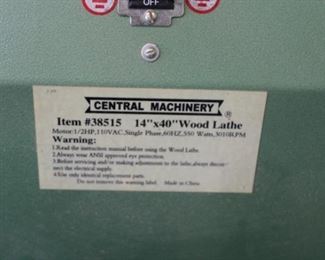 OFF
CENTRAL MACHINERY ®
Item #38515 14"x40"Wood Lathe
Motor:1/2HP,110VAC,Single Phase,60HZ,550 Watts,3010RPM
Warning:
1.Read the instruction manual before using the Wood Lathe.
2.Always wear ANSI approved eye protection.
3.Before servicing and/or making adjustment to the lathe,always disconn-
ect the electrical supply.
4.Use only identical replacement parts.
Do not remove this warning label. Made in China